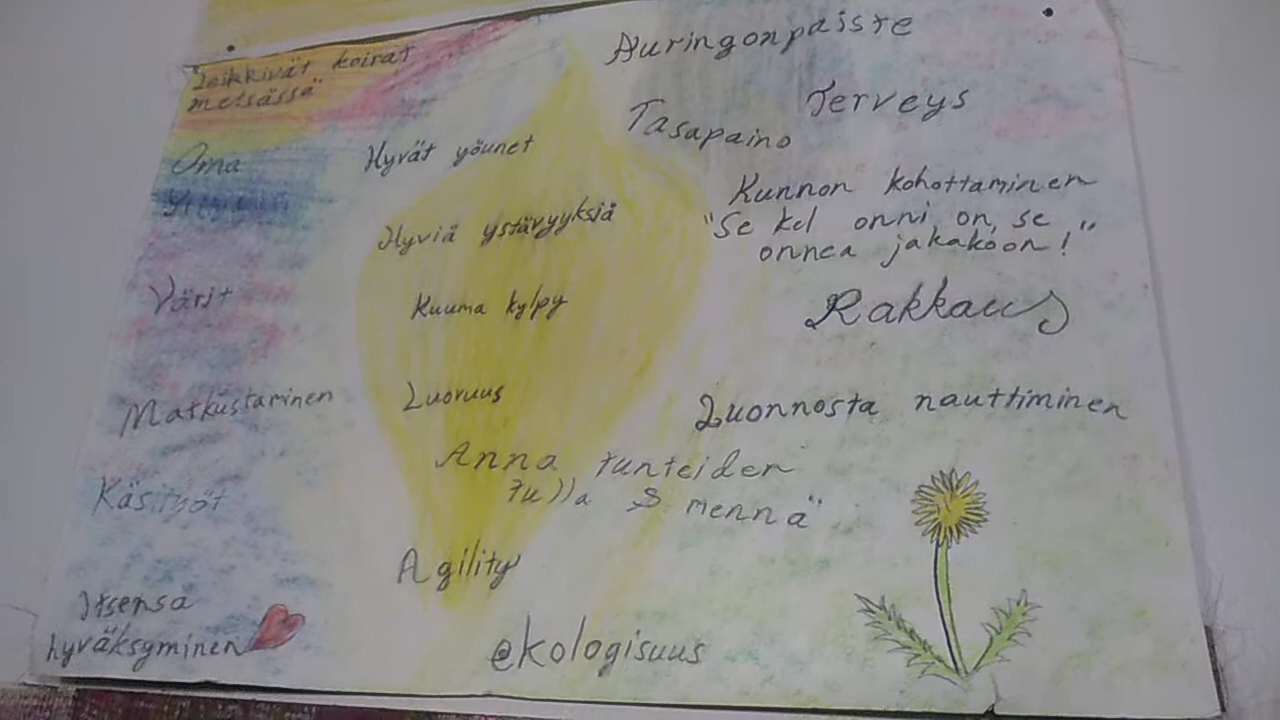 Leikkivät koirat
metsässä
Oma
Värit
Matkustaminen
Käsityöt
Itsensä
hyväksyminen
Hyvät yöunet
Hyviä ystävyyksiä
Kuuma kylpy
Luovuus
Anna tunteiden
tulla & mennä"
Agility
ekologisuus
Auringonpaiste
Terveys
Tasapaino
Kunnon kohottaminen
"Se kel onni on, se
onnea jakakoon!"
Rakkaus
Luonnosta nauttiminen